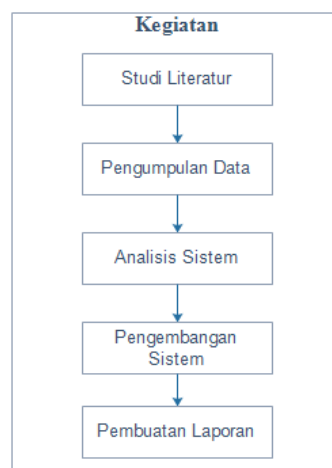 Kegiatan
Studi Literatur
Pengumpulan Data
Analisis Sistem
Pengembangan
Sistem
Pembuatan Laporan